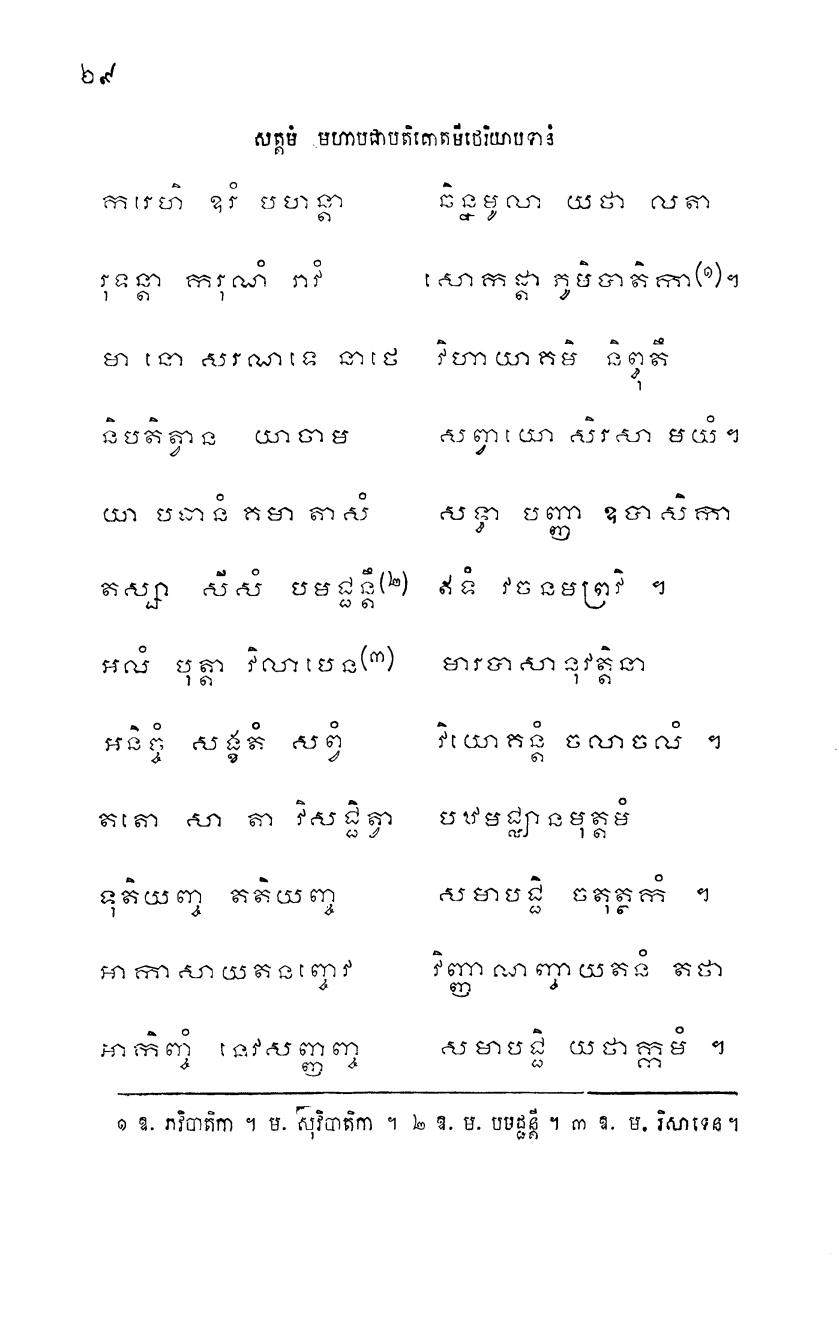 ៦៩
សត្តមំ មហាបជាបតិគោតមីថេរិយាបទានំ
ករេហិ ឧរំ បហន្តា ឆិន្នមូលា យថា លតា
រុទន្តា ករុណំ រាវំ សោកដ្តា ភូមិបាតិកា(១)។
មា នោ សរណទេ នាថេ វិហាយាគមិ និព្វុតឹ
និបតិត្វាន យាចាម សព្វាយោ សិរសា មយំ។
យា បធានំ គមា តាសំ សទ្ធា បញ្ញា ឧបាសិកា
តស្សា សីសំ បមជ្ជន្តី(២) ឥទំ វចនមព្រវិ ។
អលំ បុត្តា វិលាបេន(៣) មារបាសានុវត្តិនា
អនិច្ចំ សង្ខតំ សព្វំ វិយោគន្តំ ចលាចលំ ។
តតោ សា តា វិសជ្ជិត្វា បឋមជ្ឈានមុត្តមំ
ទុតិយញ្ច តតិយញ្ច សមាបជ្ជិ ចតុត្ថកំ ។
អាកាសាយតនញ្ចេវ វិញ្ញាណញ្ចាយតនំ តថា
អាកិញ្ចំ នេវសញ្ញញ្ច សមាបជ្ជិ យថាក្កមំ ។
១ ឱ. រាវិបាតិកា ។ ម. សុវិបាតិកា ។ ២ ឱ. ម. បមជ្ជន្តី ។ ៣ ឱ. ម. វិសាទេន។